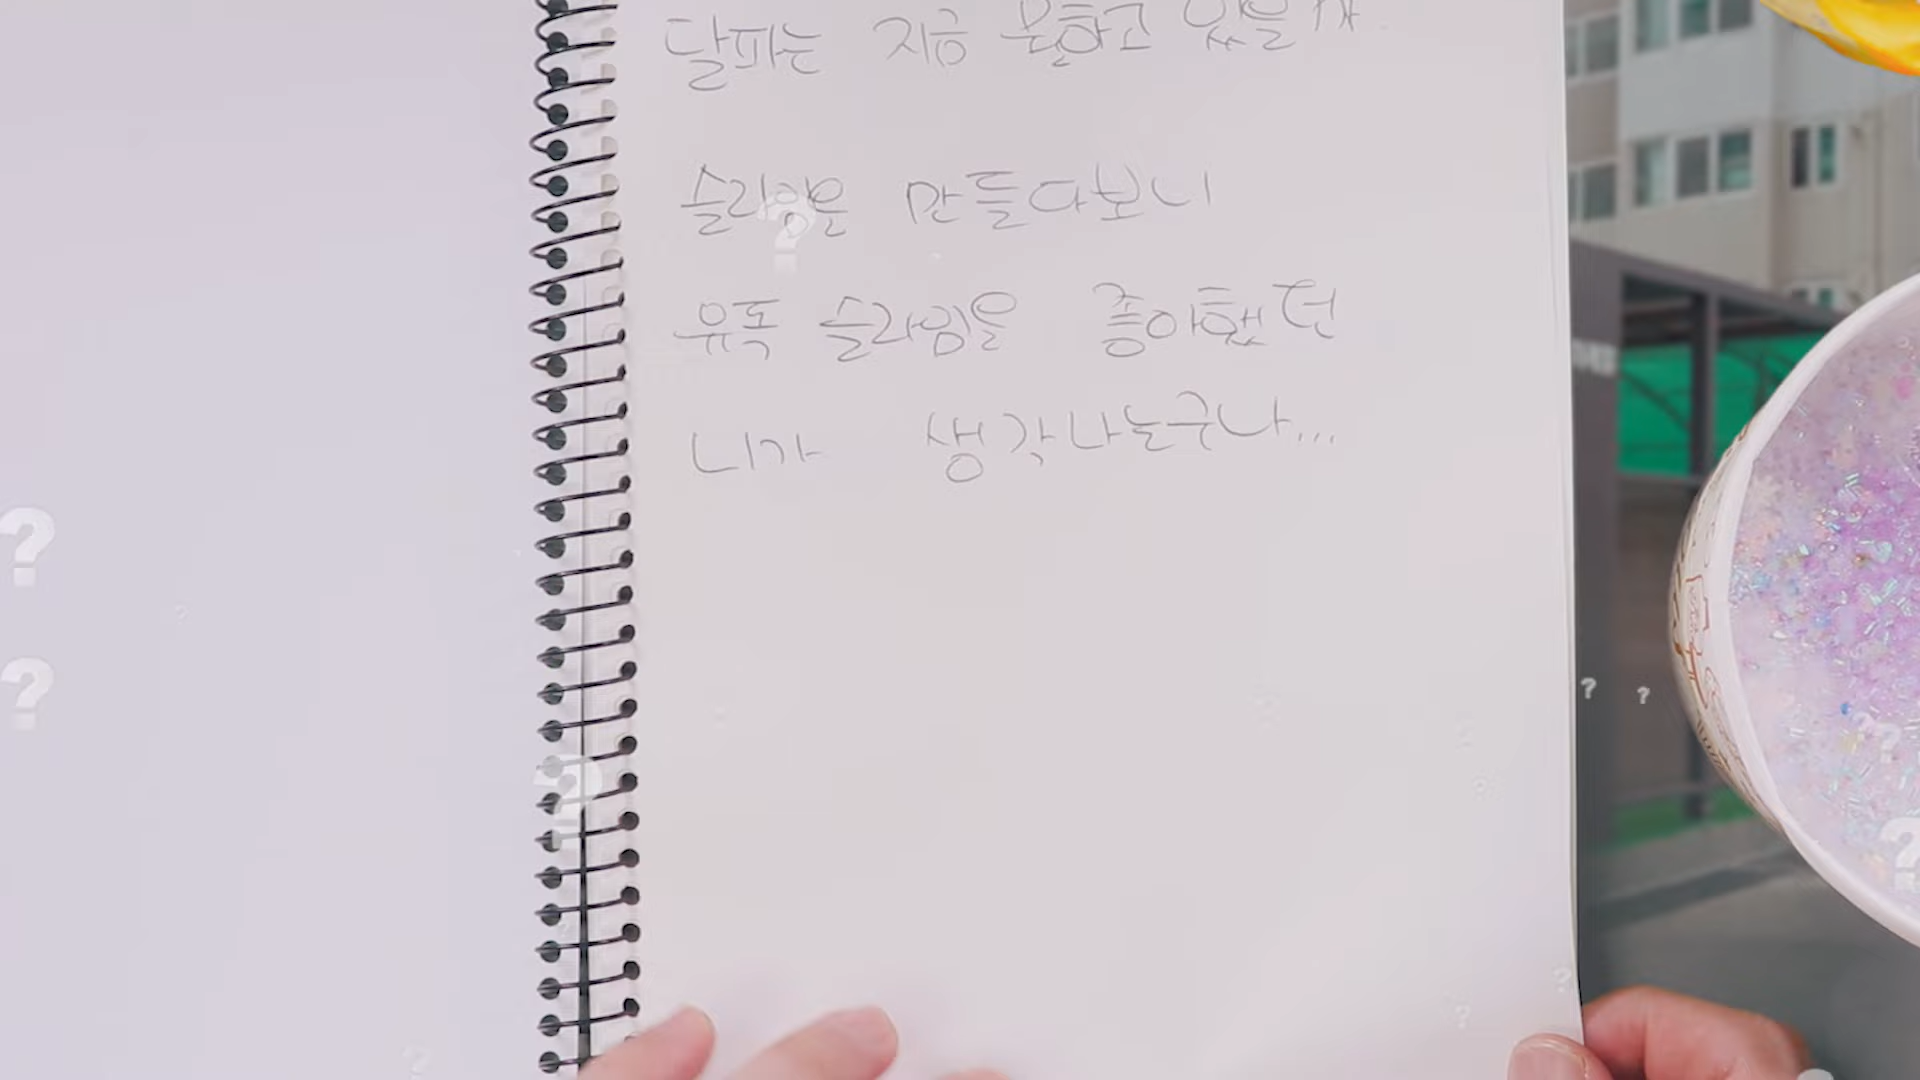 달파는 지금 뭐하고 있을까
슬라임을 만들다보니
유독 슬라임을 좋아했던
니가 생각나는구나...